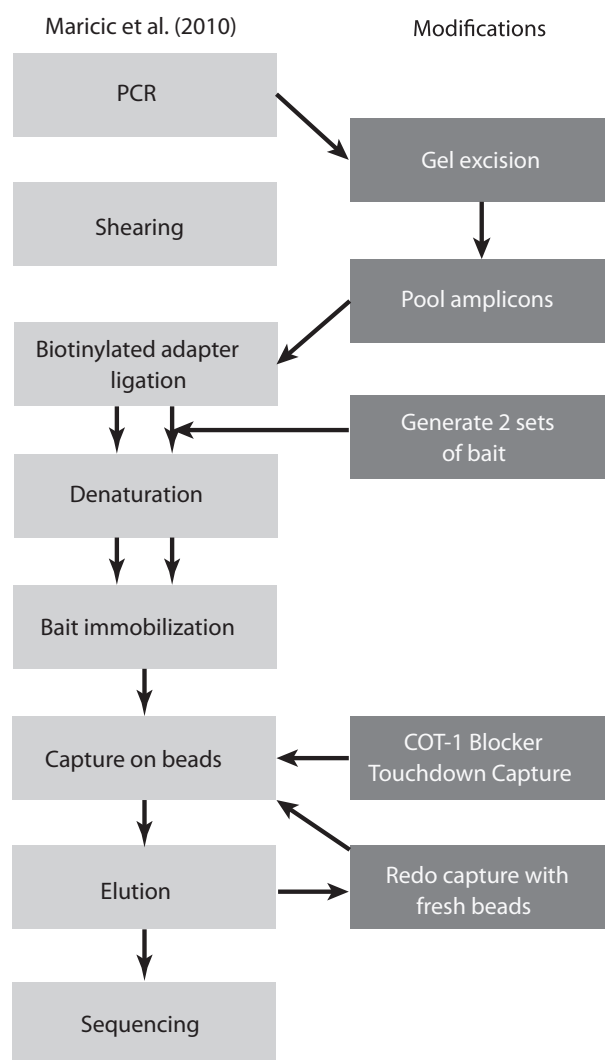 Maricic et al. (2010)
Modifications
PCR
Gel excision
Shearing
Pool amplicons
Biotinylated adapter
ligation
Generate 2 sets
of bait
Denaturation
Bait immobilization
Capture on beads
COT-1 Blocker
Touchdown Capture
Elution
Redo capture with
fresh beads
Sequencing